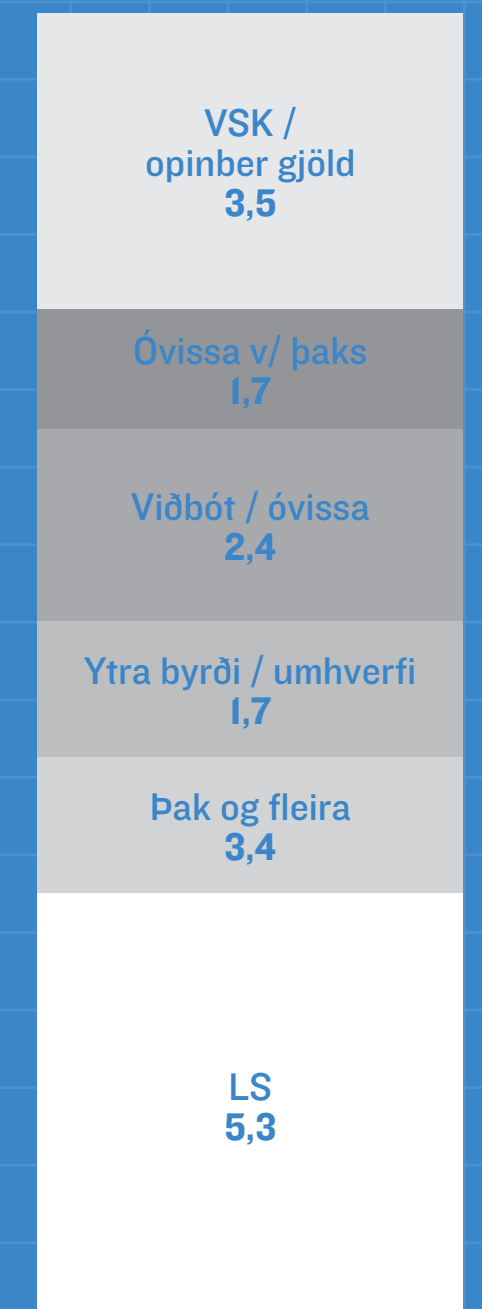 VSK /
opinber gjöld
3,5
Óvissa v/ þaks
1,7
Viðbót / óvissa
2,4
Ytra byrði / umhverfi
1,7
Þak og fleira
3,4
LS
5,3